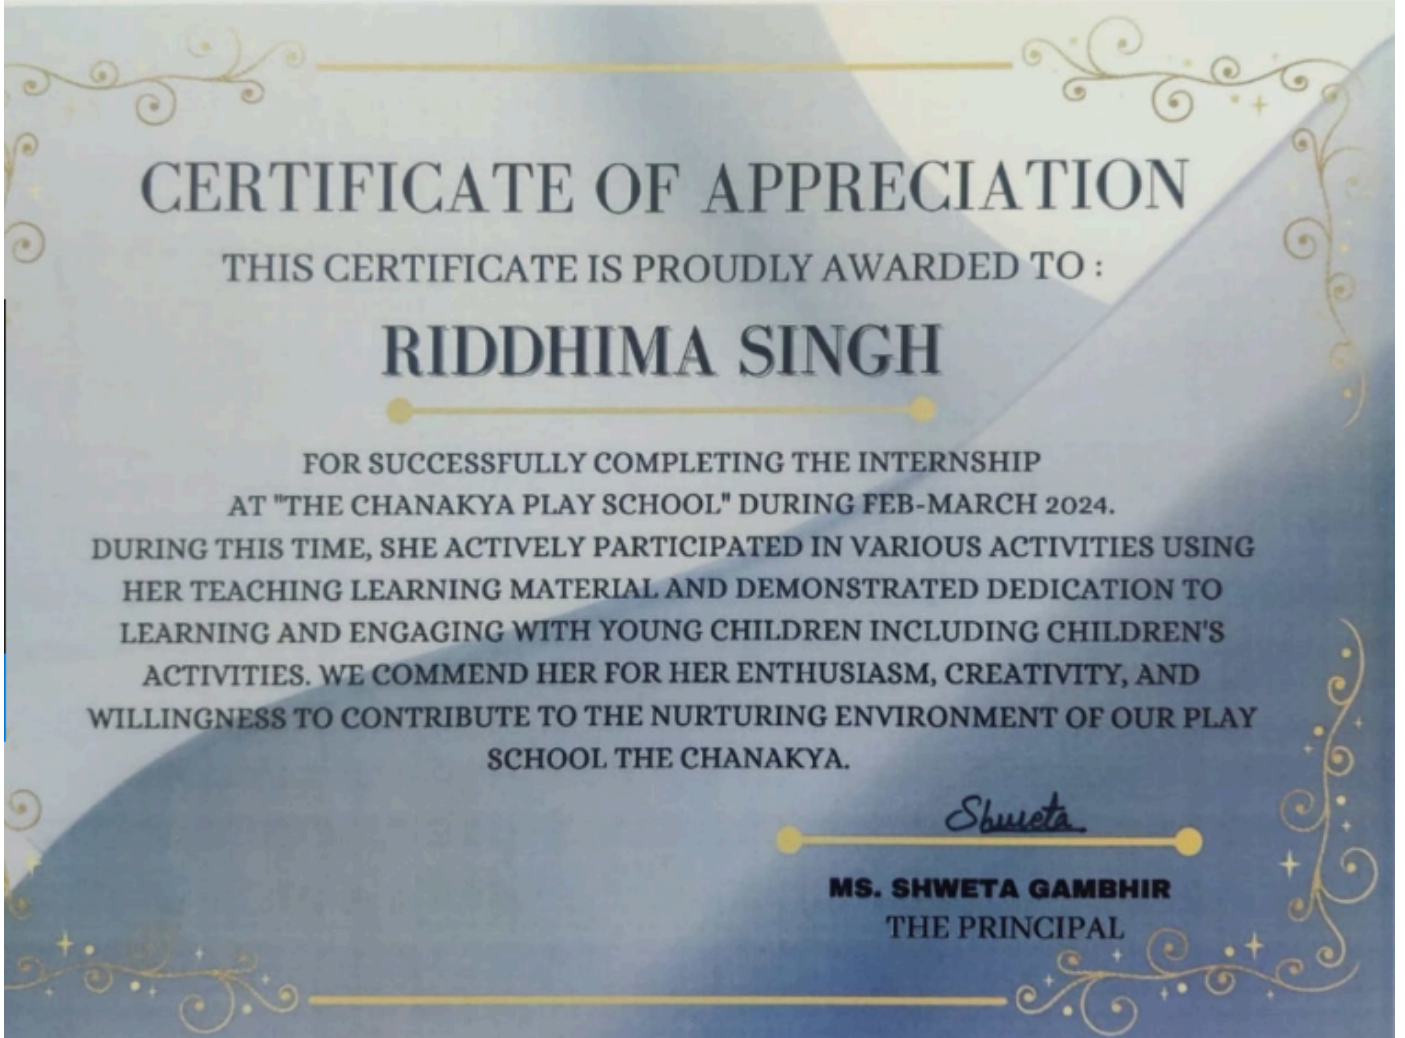 CERTIFICATE OF APPRECIATION
THIS CERTIFICATE IS PROUDLY AWARDED TO :
RIDDHIMA SINGH
FOR SUCCESSFULLY COMPLETING THE INTERNSHIP
AT "THE CHANAKYA PLAY SCHOOL" DURING FEB-MARCH 2024.
DURING THIS TIME, SHE ACTIVELY PARTICIPATED IN VARIOUS ACTIVITIES USING
HER TEACHING LEARNING MATERIAL AND DEMONSTRATED DEDICATION TO
LEARNING AND ENGAGING WITH YOUNG CHILDREN INCLUDING CHILDREN'S
ACTIVITIES. WE COMMEND HER FOR HER ENTHUSIASM, CREATIVITY, AND
WILLINGNESS TO CONTRIBUTE TO THE NURTURING ENVIRONMENT OF OUR PLAY
SCHOOL THE CHANAKYA.
Shweta
MS. SHWETA GAMBHIR
THE PRINCIPAL